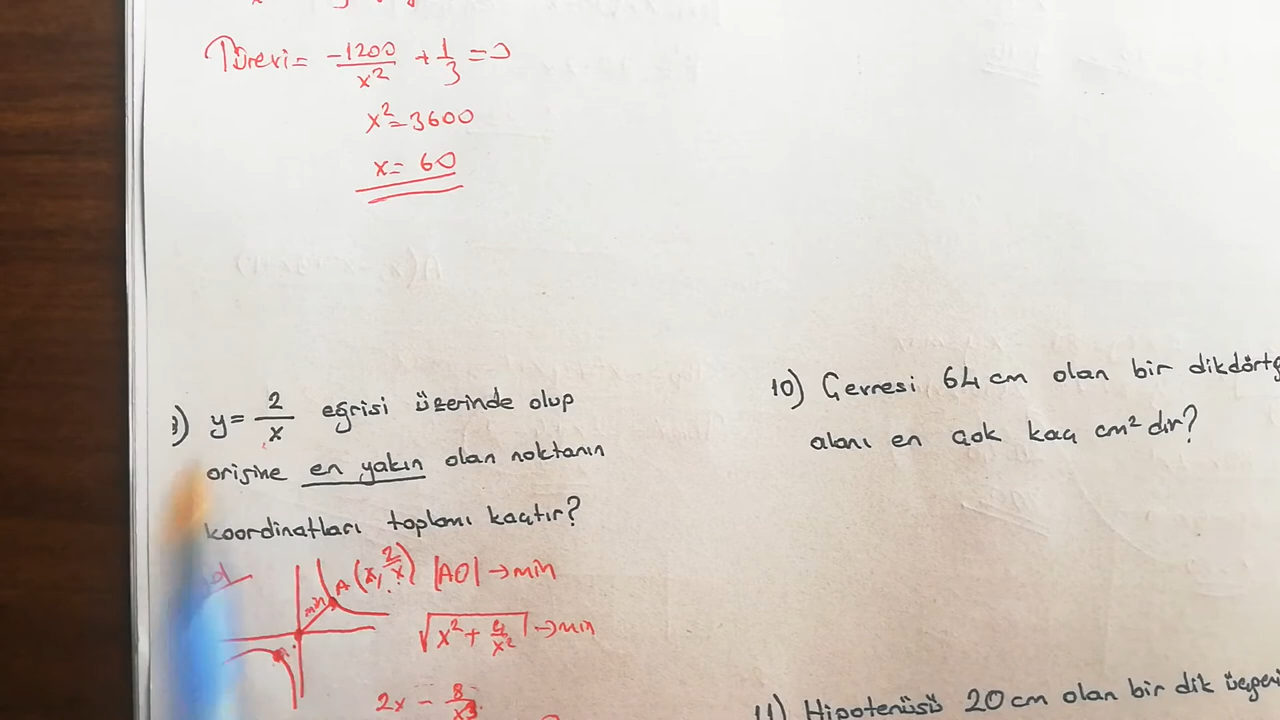 Türevi = -1200/x² + 1/3 = 0
x² = 3600
x = 60
y = 2/x eğrisi üzerinde olup
orijine en yakın olan noktanın
koordinatları toplamı kaçtır?
min A (x, 2/x) |AO| → min
√(x² + 4/x²) → min
2x - 8/x³
10) Çevresi 64 cm olan bir dikdörtg
alanı en çok kaç cm² dir?
11) Hipotenüsü 20 cm olan bir dik üçgeni